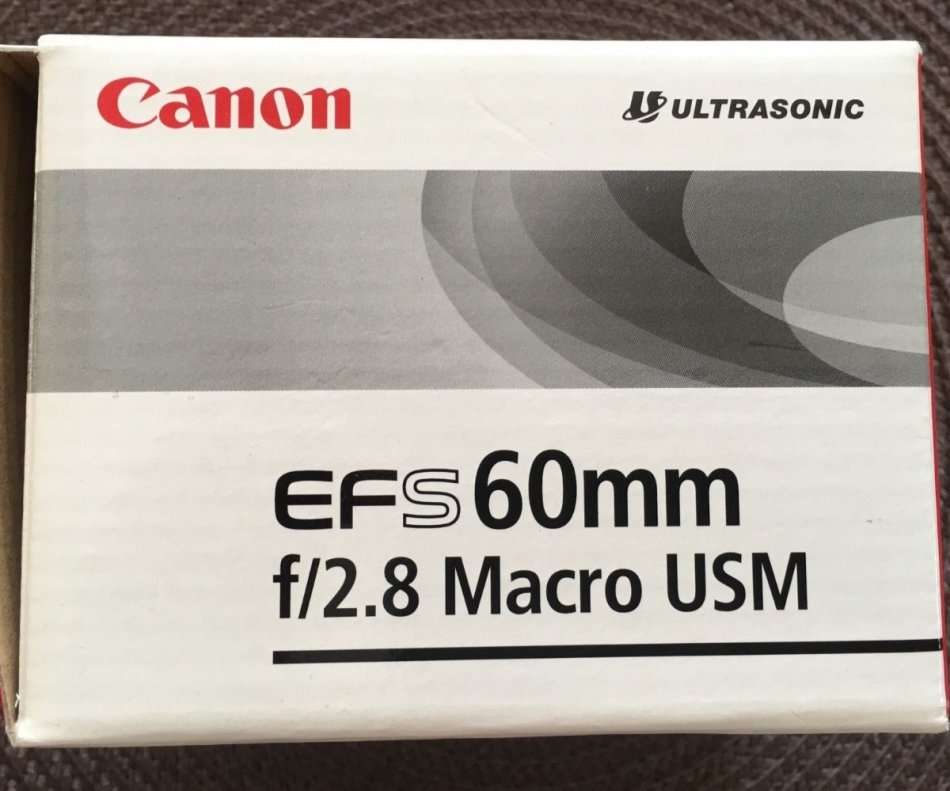 Canon
ULTRASONIC
EFS 60mm
f/2.8 Macro USM